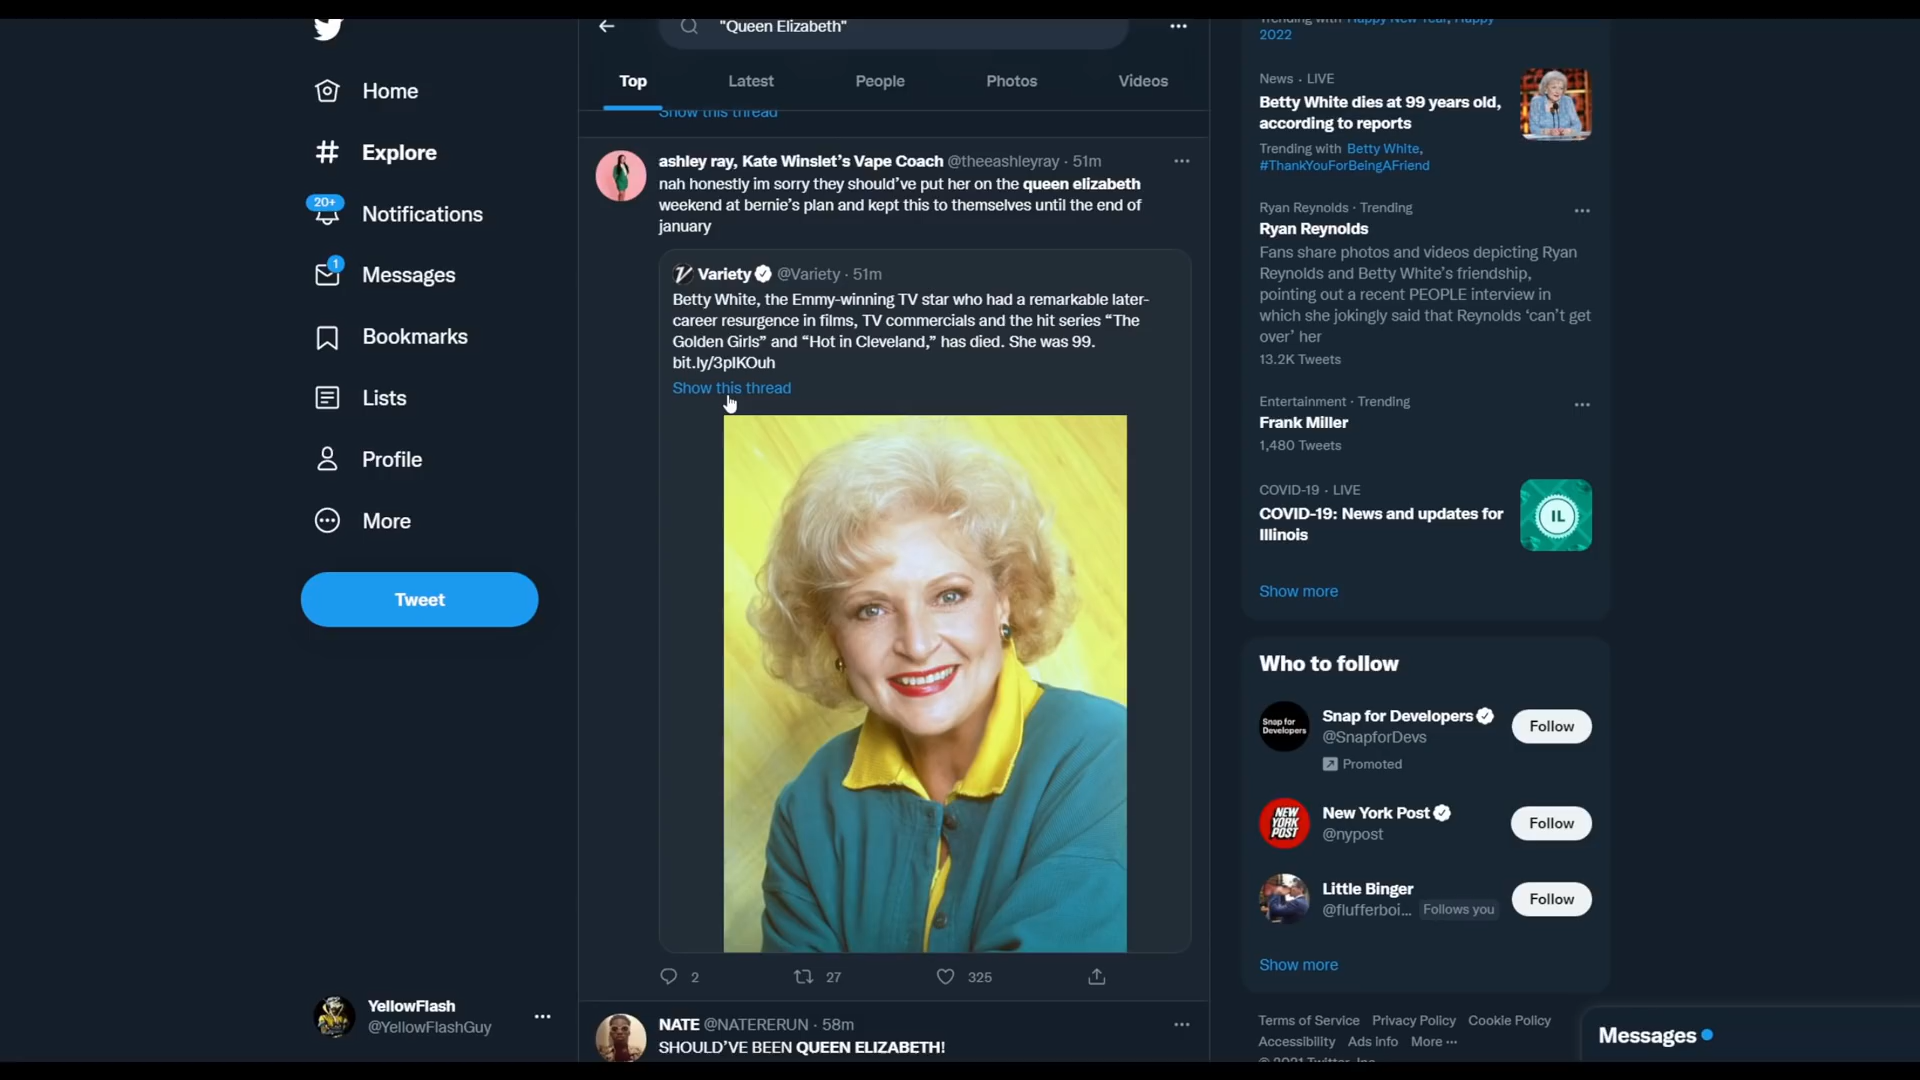 "Queen Elizabeth"
Top
Latest
People
Photos
Videos
Home
Explore
20+
Notifications
1
Messages
Bookmarks
Lists
Profile
More
Tweet
YellowFlash
@YellowFlashGuy
Show this thread
ashley ray, Kate Winslet's Vape Coach @theeashleyray · 51m
nah honestly im sorry they should've put her on the queen elizabeth
weekend at bernie's plan and kept this to themselves until the end of
january
Variety @Variety · 51m
Betty White, the Emmy-winning TV star who had a remarkable later-
career resurgence in films, TV commercials and the hit series “The
Golden Girls” and “Hot in Cleveland,” has died. She was 99.
bit.ly/3pIKOuh
Show this thread
2
27
325
NATE @NATERERUN · 58m
SHOULD'VE BEEN QUEEN ELIZABETH!
Trending with Happy New Year, Happy
2022
News · LIVE
Betty White dies at 99 years old,
according to reports
Trending with Betty White,
#ThankYouForBeingAFriend
Ryan Reynolds · Trending
Ryan Reynolds
Fans share photos and videos depicting Ryan
Reynolds and Betty White's friendship,
pointing out a recent PEOPLE interview in
which she jokingly said that Reynolds ‘can't get
over’ her
13.2K Tweets
Entertainment · Trending
Frank Miller
1,480 Tweets
COVID-19 · LIVE
COVID-19: News and updates for
Illinois
IL
Show more
Who to follow
Snap for
Developers
Snap for Developers
@SnapforDevs
Promoted
Follow
NEW
YORK
POST
New York Post
@nypost
Follow
Little Binger
@flufferboi...
Follows you
Follow
Show more
Terms of Service Privacy Policy Cookie Policy
Accessibility Ads info More ···
© 2021 Twitter, Inc.
Messages